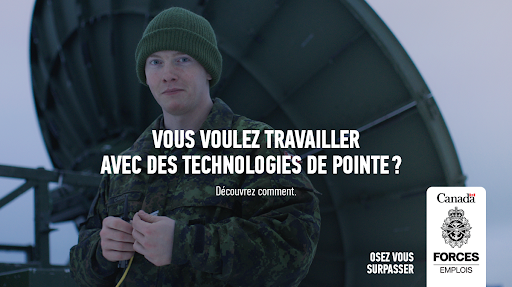 VOUS VOULEZ TRAVAILLER
AVEC DES TECHNOLOGIES DE POINTE ?
Découvrez comment.
OSEZ VOUS
SURPASSER
Canada
FORCES
EMPLOIS